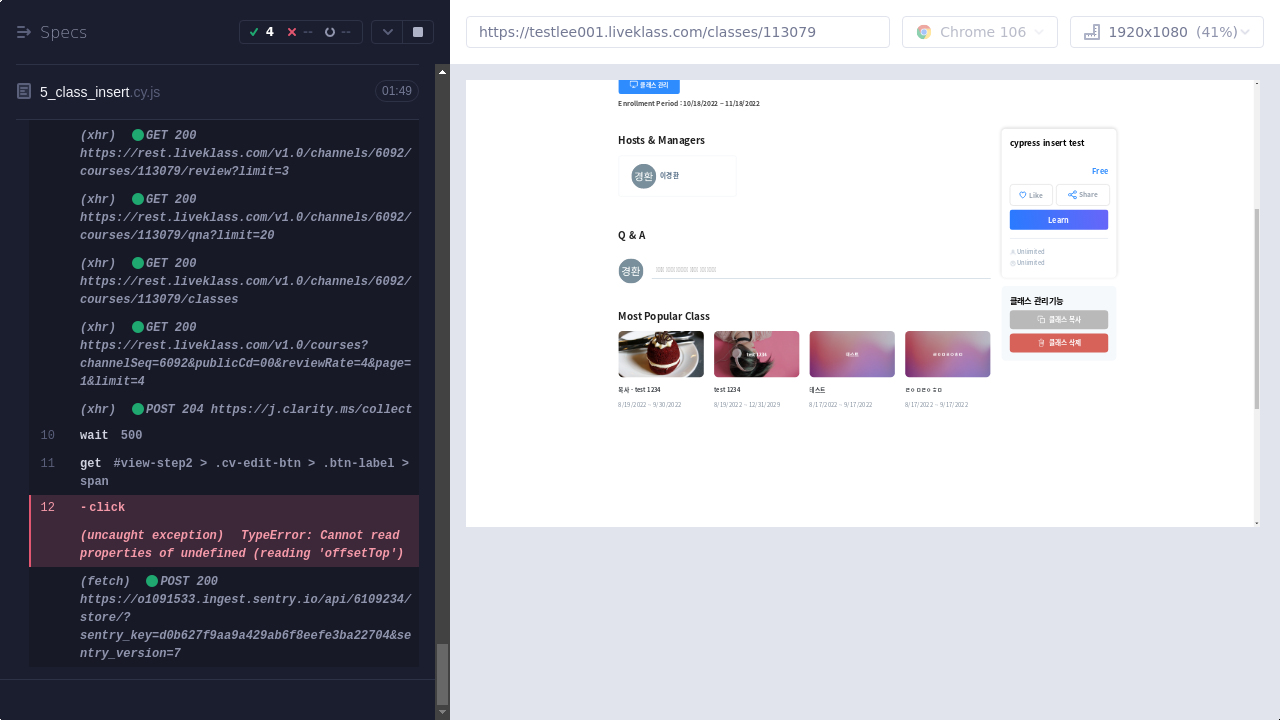 Specs
4
--
--
https://testlee001.liveklass.com/classes/113079
Chrome 106
1920x1080 (41%)
5_class_insert.cy.js
01:49
(xhr) GET 200
https://rest.liveklass.com/v1.0/channels/6092/
courses/113079/review?limit=3
(xhr) GET 200
https://rest.liveklass.com/v1.0/channels/6092/
courses/113079/qna?limit=20
(xhr) GET 200
https://rest.liveklass.com/v1.0/channels/6092/
courses/113079/classes
(xhr) GET 200
https://rest.liveklass.com/v1.0/courses?
channelSeq=6092&publicCd=00&reviewRate=4&page=
1&limit=4
(xhr) POST 204 https://j.clarity.ms/collect
10 wait 500
11 get #view-step2 > .cv-edit-btn > .btn-label >
span
12 -click
(uncaught exception) TypeError: Cannot read
properties of undefined (reading 'offsetTop')
(fetch) POST 200
https://o1091533.ingest.sentry.io/api/6109234/
store/?
sentry_key=d0b627f9aa9a429ab6f8eefe3ba22704&se
ntry_version=7
클래스 관리
Enrollment Period : 10/18/2022 ~ 11/18/2022
Hosts & Managers
경환 이경환
Q & A
경환
Most Popular Class
test 1234
테스트
복사 - test 1234
test 1234
테스트
8/19/2022 ~ 9/30/2022
8/19/2022 ~ 12/31/2029
8/17/2022 ~ 9/17/2022
8/17/2022 ~ 9/17/2022
cypress insert test
Free
Like
Share
Learn
Unlimited
Unlimited
클래스 관리기능
클래스 복사
클래스 삭제